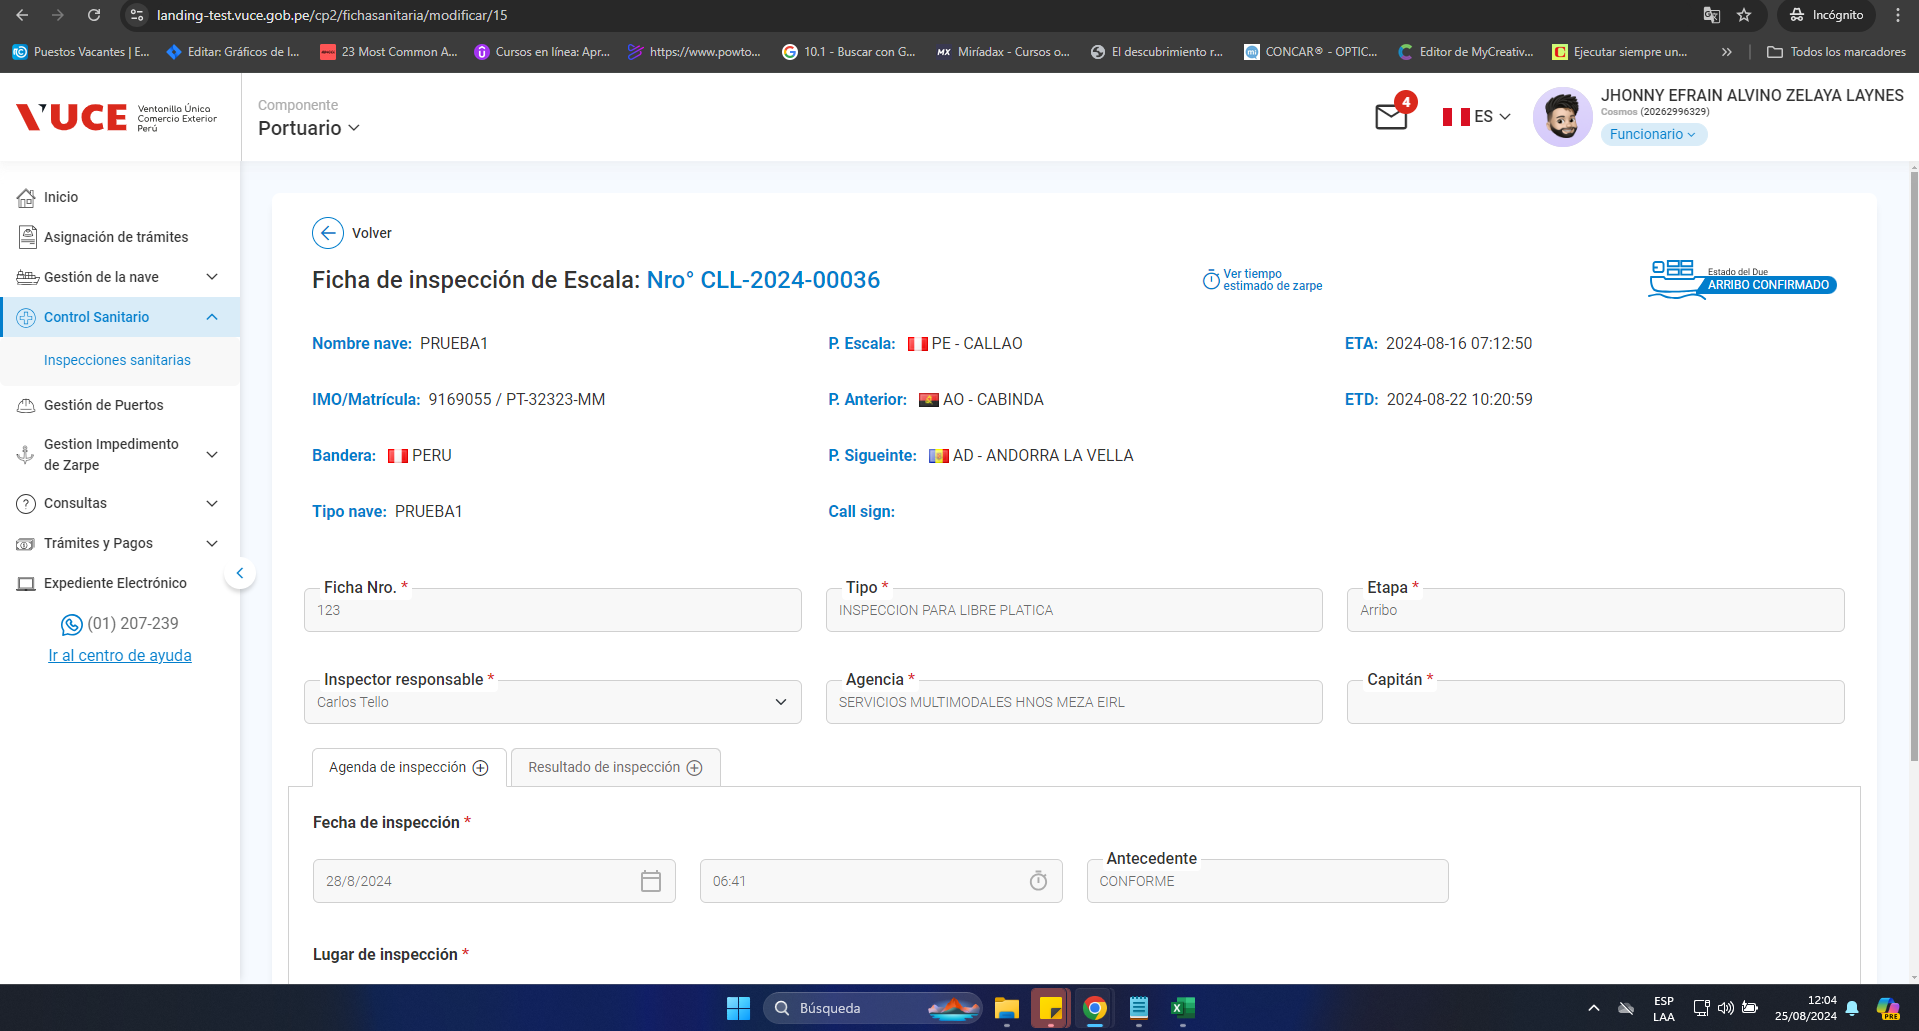 landing-test.vuce.gob.pe/cp2/fichasanitaria/modificar/15
Incógnito
Puestos Vacantes | E...
Editar: Gráficos de l...
23 Most Common A...
Cursos en línea: Apr...
https://www.powto...
10.1 - Buscar con G...
Miríadax - Cursos o...
El descubrimiento r...
CONCAR® - OPTIC...
Editor de MyCreativ...
Ejecutar siempre un...
Todos los marcadores
VUCE
Ventanilla Única
Comercio Exterior
Perú
Componente
Portuario
4
ES
JHONNY EFRAIN ALVINO ZELAYA LAYNES
Cosmos (20262996329)
Funcionario
Inicio
Asignación de trámites
Gestión de la nave
Control Sanitario
Inspecciones sanitarias
Gestión de Puertos
Gestion Impedimento
de Zarpe
Consultas
Trámites y Pagos
Expediente Electrónico
(01) 207-239
Ir al centro de ayuda
Volver
Ficha de inspección de Escala: Nro° CLL-2024-00036
Ver tiempo
estimado de zarpe
Estado del Due
ARRIBO CONFIRMADO
Nombre nave: PRUEBA1
P. Escala: PE - CALLAO
ETA: 2024-08-16 07:12:50
IMO/Matrícula: 9169055 / PT-32323-MM
P. Anterior: AO - CABINDA
ETD: 2024-08-22 10:20:59
Bandera: PERU
P. Sigueinte: AD - ANDORRA LA VELLA
Tipo nave: PRUEBA1
Call sign:
Ficha Nro. *
123
Tipo *
INSPECCION PARA LIBRE PLATICA
Etapa *
Arribo
Inspector responsable *
Carlos Tello
Agencia *
SERVICIOS MULTIMODALES HNOS MEZA EIRL
Capitán *
Agenda de inspección
Resultado de inspección
Fecha de inspección *
28/8/2024
06:41
Antecedente
CONFORME
Lugar de inspección *
Búsqueda
ESP
LAA
12:04
25/08/2024
PRE